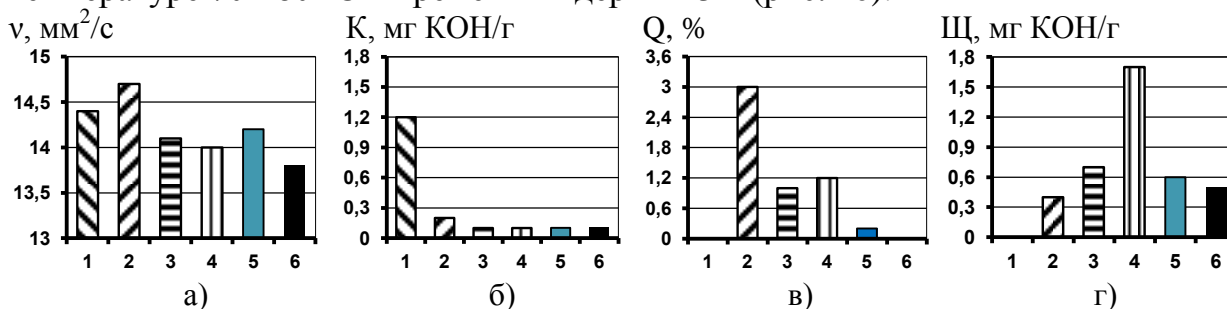 ν, мм²/с К, мг КОН/г Q, % Щ, мг КОН/г
15 14,5 14 13,5 13
1,8 1,5 1,2 0,9 0,6 0,3 0
3,6 3 2,4 1,8 1,2 0,6 0
1,8 1,5 1,2 0,9 0,6 0,3 0
1 2 3 4 5 6 1 2 3 4 5 6 1 2 3 4 5 6 1 2 3 4 5 6
а) б) в) г)